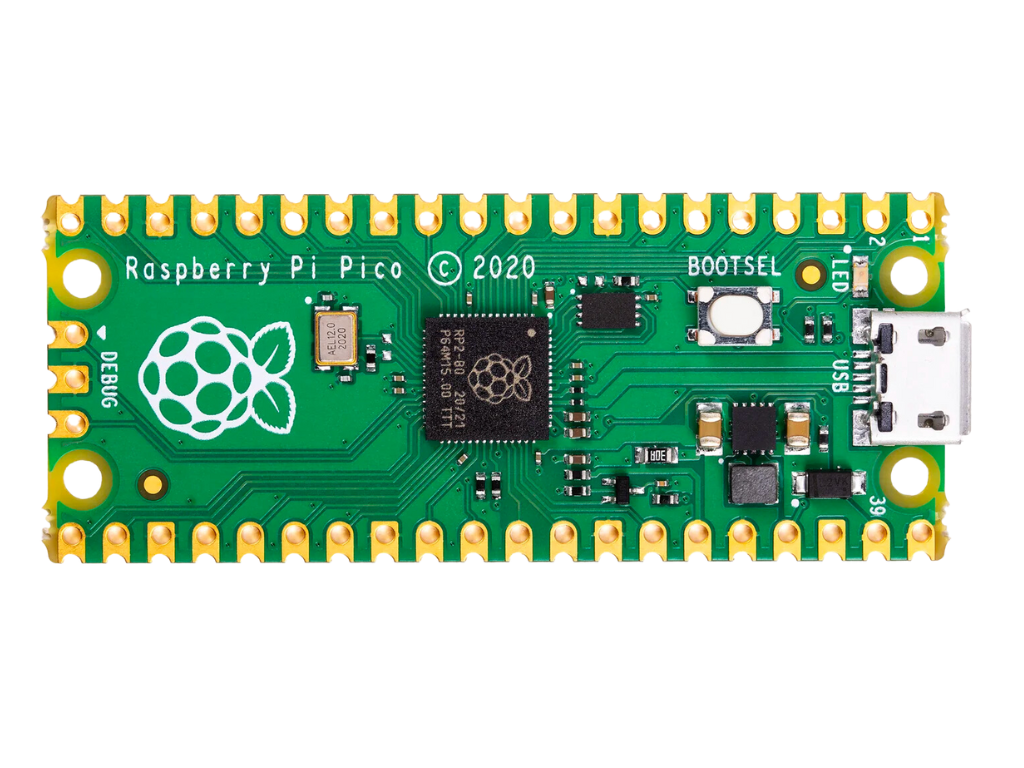 Raspberry Pi Pico © 2020
BOOTSEL
LED
2
1
DEBUG
AEL12.0
2020
RP2-B0 20/21
P64M15.00 TTT
USB
30R
39